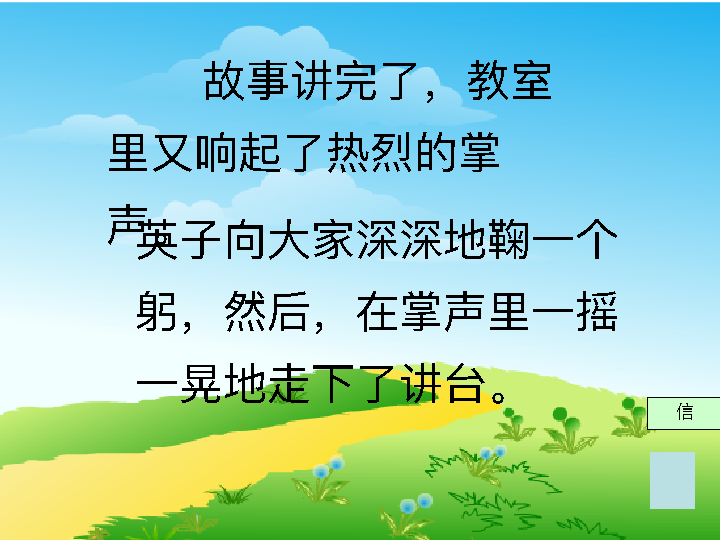 故事讲完了，教室
里又响起了热烈的掌
声
英子向大家深深地鞠一个
躬，然后，在掌声里一摇
一晃地走下了讲台。
信